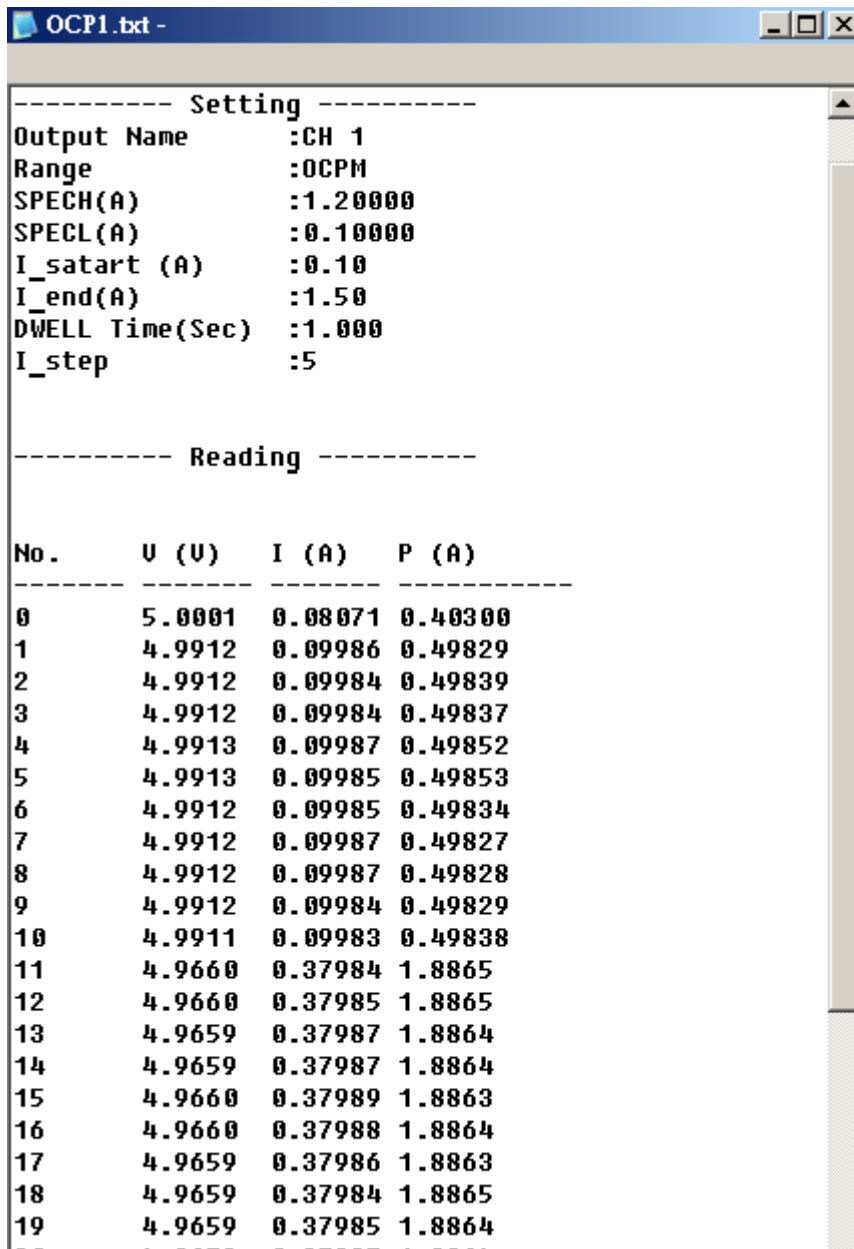 OCP1.txt -
---------- Setting ----------
Output Name :CH 1
Range :OCPM
SPECH(A) :1.20000
SPECL(A) :0.10000
I_satart (A) :0.10
I_end(A) :1.50
DWELL Time(Sec) :1.000
I_step :5
---------- Reading ----------
No. V (V) I (A) P (A)
------- ------- ------- -----------
0 5.0001 0.08071 0.40300
1 4.9912 0.09986 0.49829
2 4.9912 0.09984 0.49839
3 4.9912 0.09984 0.49837
4 4.9913 0.09987 0.49852
5 4.9913 0.09985 0.49853
6 4.9912 0.09985 0.49834
7 4.9912 0.09987 0.49827
8 4.9912 0.09987 0.49828
9 4.9912 0.09984 0.49829
10 4.9911 0.09983 0.49838
11 4.9660 0.37984 1.8865
12 4.9660 0.37985 1.8865
13 4.9659 0.37987 1.8864
14 4.9659 0.37987 1.8864
15 4.9660 0.37989 1.8863
16 4.9660 0.37988 1.8864
17 4.9659 0.37986 1.8863
18 4.9659 0.37984 1.8865
19 4.9659 0.37985 1.8864